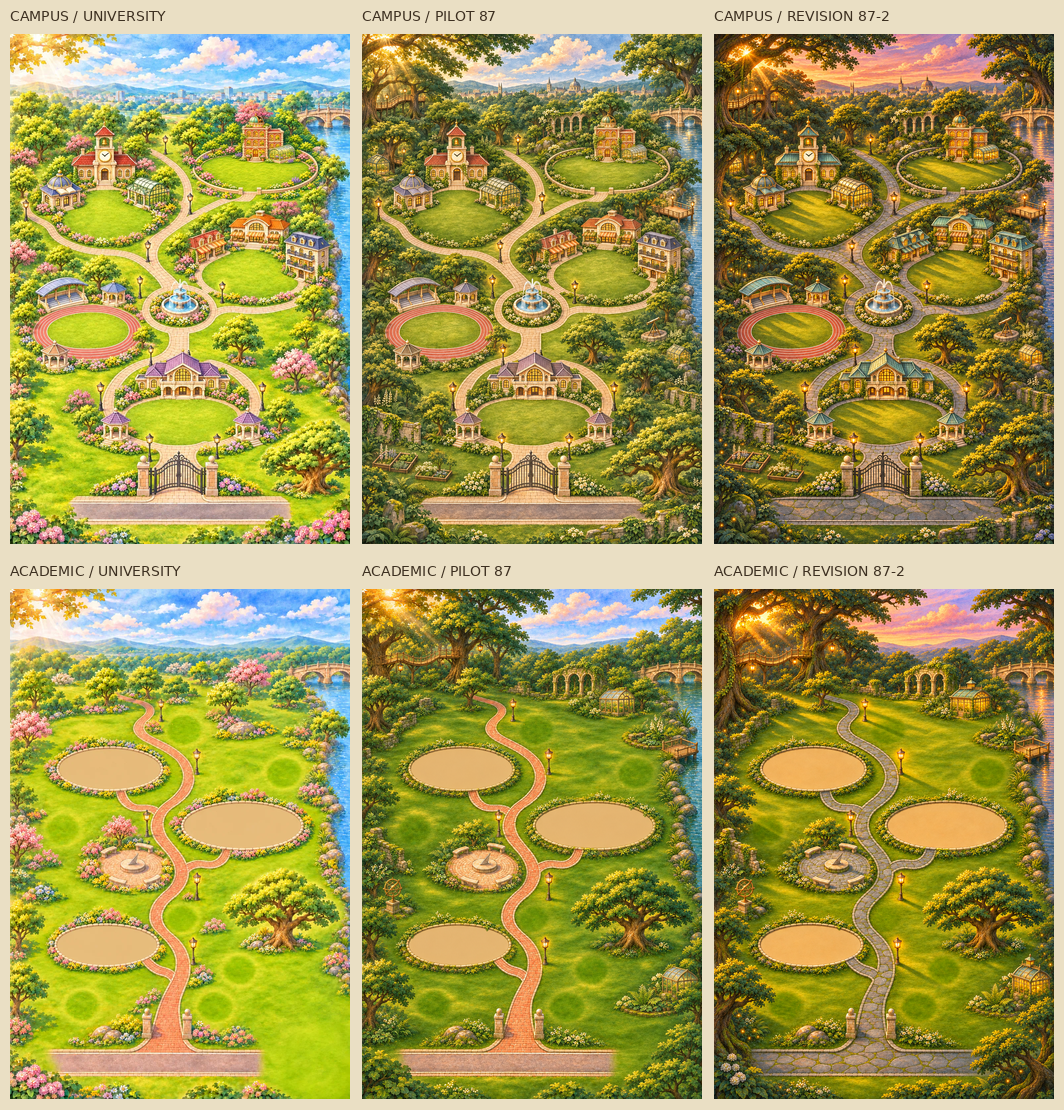 CAMPUS / UNIVERSITY
CAMPUS / PILOT 87
CAMPUS / REVISION 87-2
ACADEMIC / UNIVERSITY
ACADEMIC / PILOT 87
ACADEMIC / REVISION 87-2